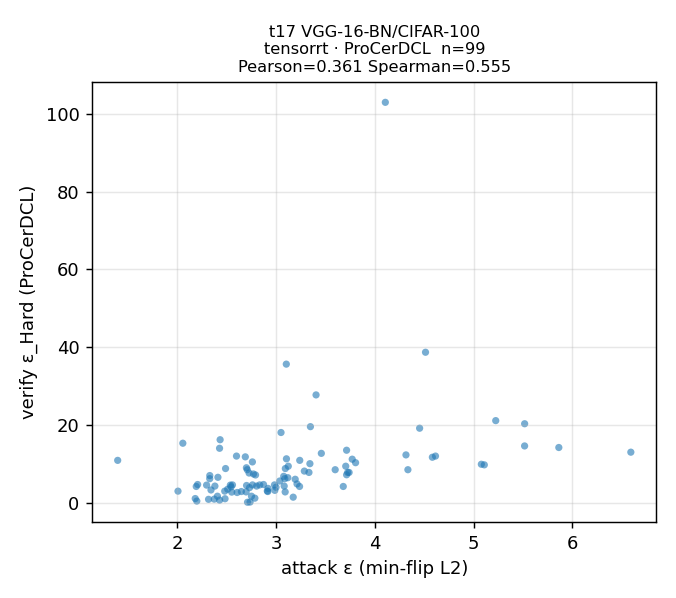 t17 VGG-16-BN/CIFAR-100
tensorrt · ProCerDCL n=99
Pearson=0.361 Spearman=0.555
verify ε_Hard (ProCerDCL)
100
80
60
40
20
0
2
3
4
5
6
attack ε (min-flip L2)